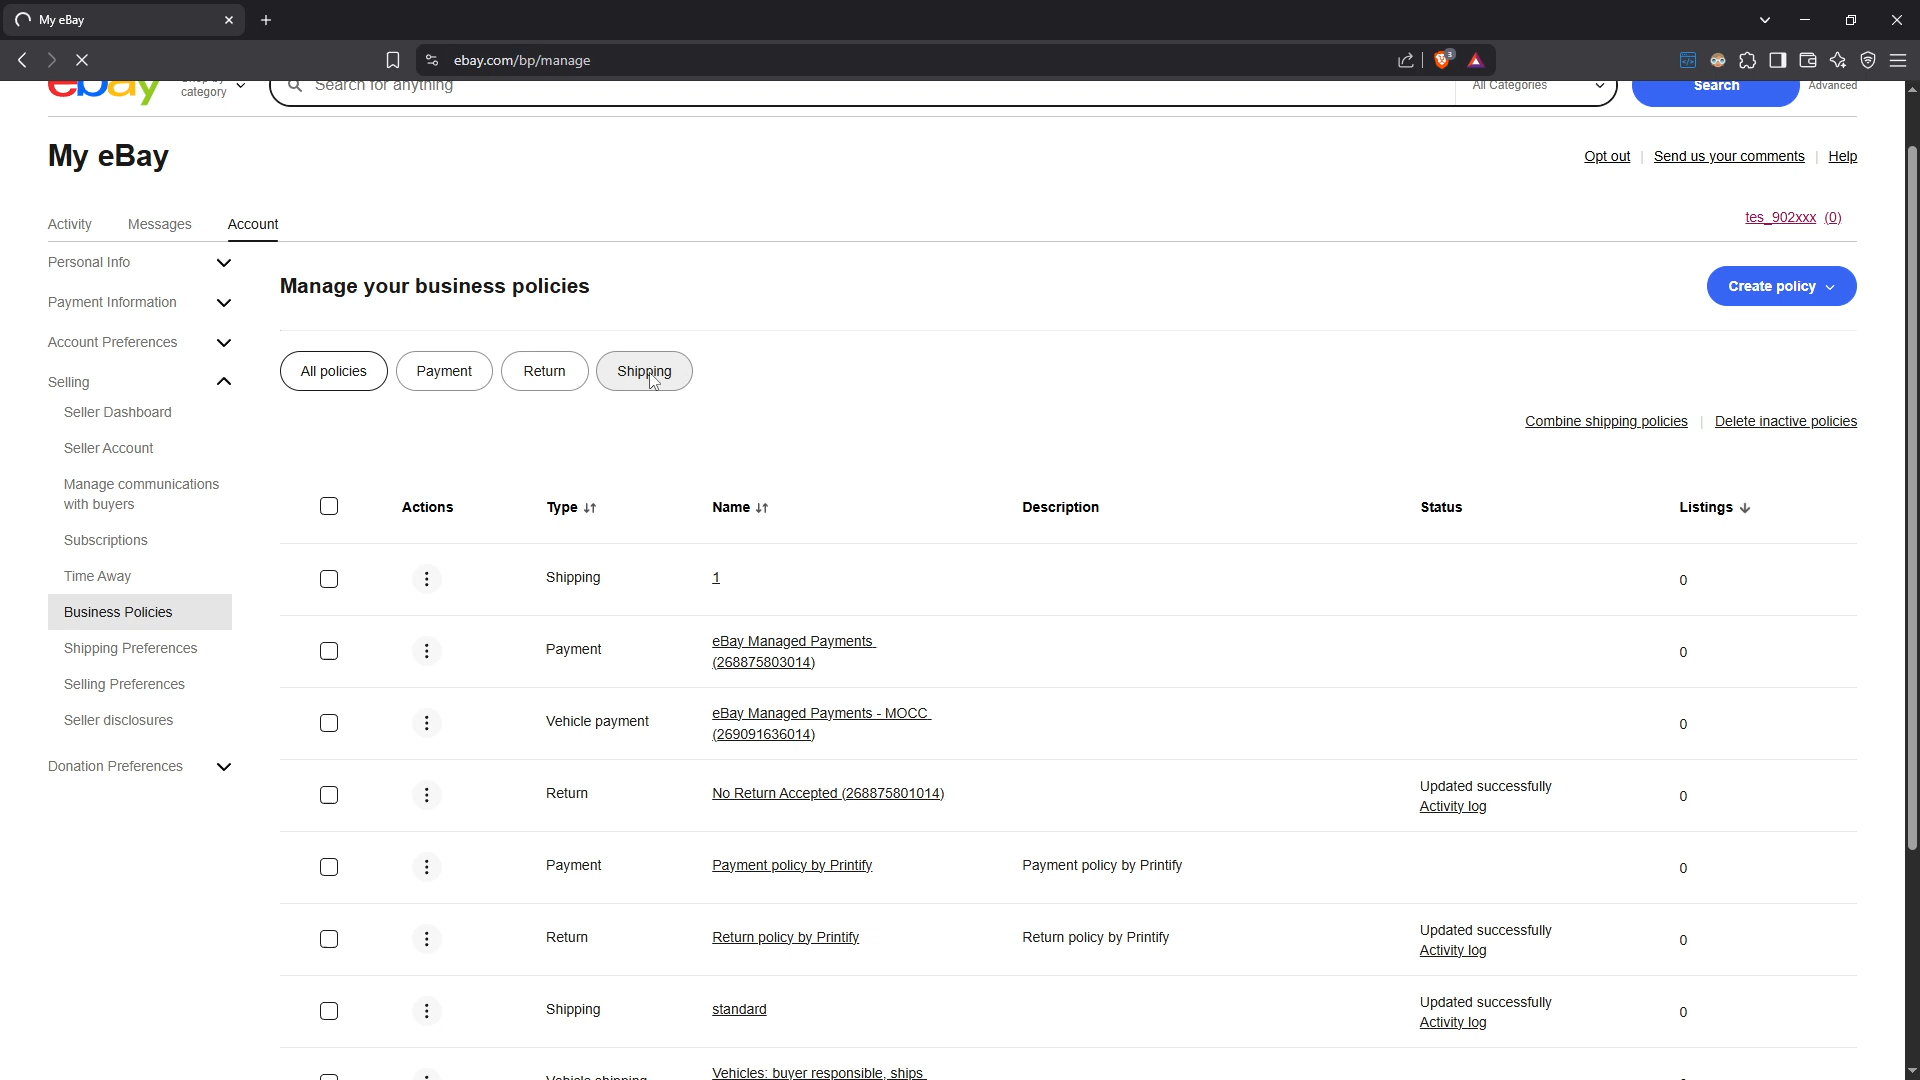 My eBay
ebay.com/bp/manage
3
ebay
category
Search for anything
All Categories
Search
Advanced
My eBay
Opt out
Send us your comments
Help
Activity
Messages
Account
tes_902xxx (0)
Personal Info
Payment Information
Account Preferences
Selling
Seller Dashboard
Seller Account
Manage communications
with buyers
Subscriptions
Time Away
Business Policies
Shipping Preferences
Selling Preferences
Seller disclosures
Donation Preferences
Manage your business policies
Create policy
All policies
Payment
Return
Shipping
Combine shipping policies
Delete inactive policies
Actions
Type
Name
Description
Status
Listings
Shipping
1
0
Payment
eBay Managed Payments
(268875803014)
0
Vehicle payment
eBay Managed Payments - MOCC
(269091636014)
0
Return
No Return Accepted (268875801014)
Updated successfully
Activity log
0
Payment
Payment policy by Printify
Payment policy by Printify
0
Return
Return policy by Printify
Return policy by Printify
Updated successfully
Activity log
0
Shipping
standard
Updated successfully
Activity log
0
Vehicles: buyer responsible, ships